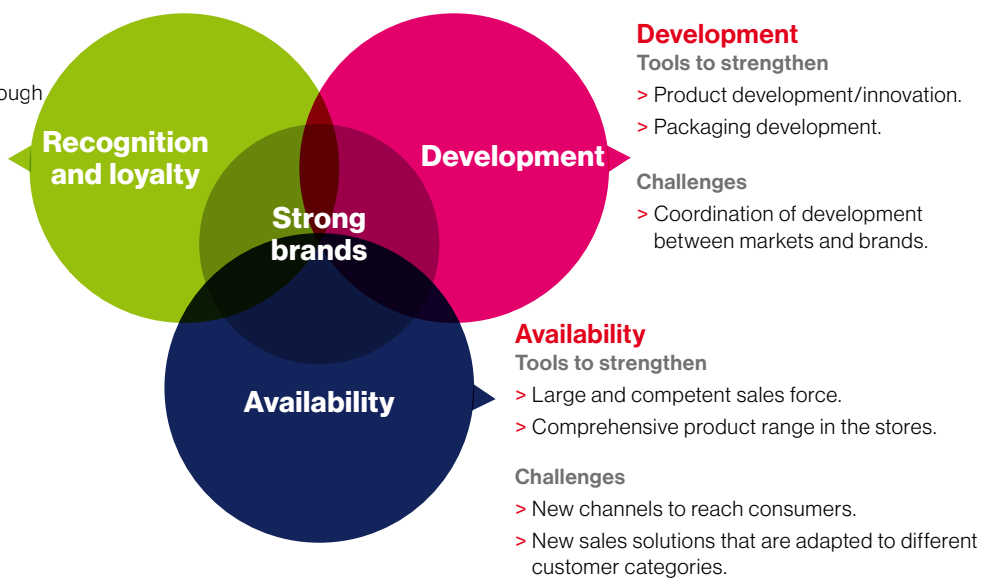 Recognition
and loyalty
Development
Strong
brands
Availability
Development
Tools to strengthen
> Product development/innovation.
> Packaging development.
Challenges
> Coordination of development
between markets and brands.
Availability
Tools to strengthen
> Large and competent sales force.
> Comprehensive product range in the stores.
Challenges
> New channels to reach consumers.
> New sales solutions that are adapted to different
customer categories.